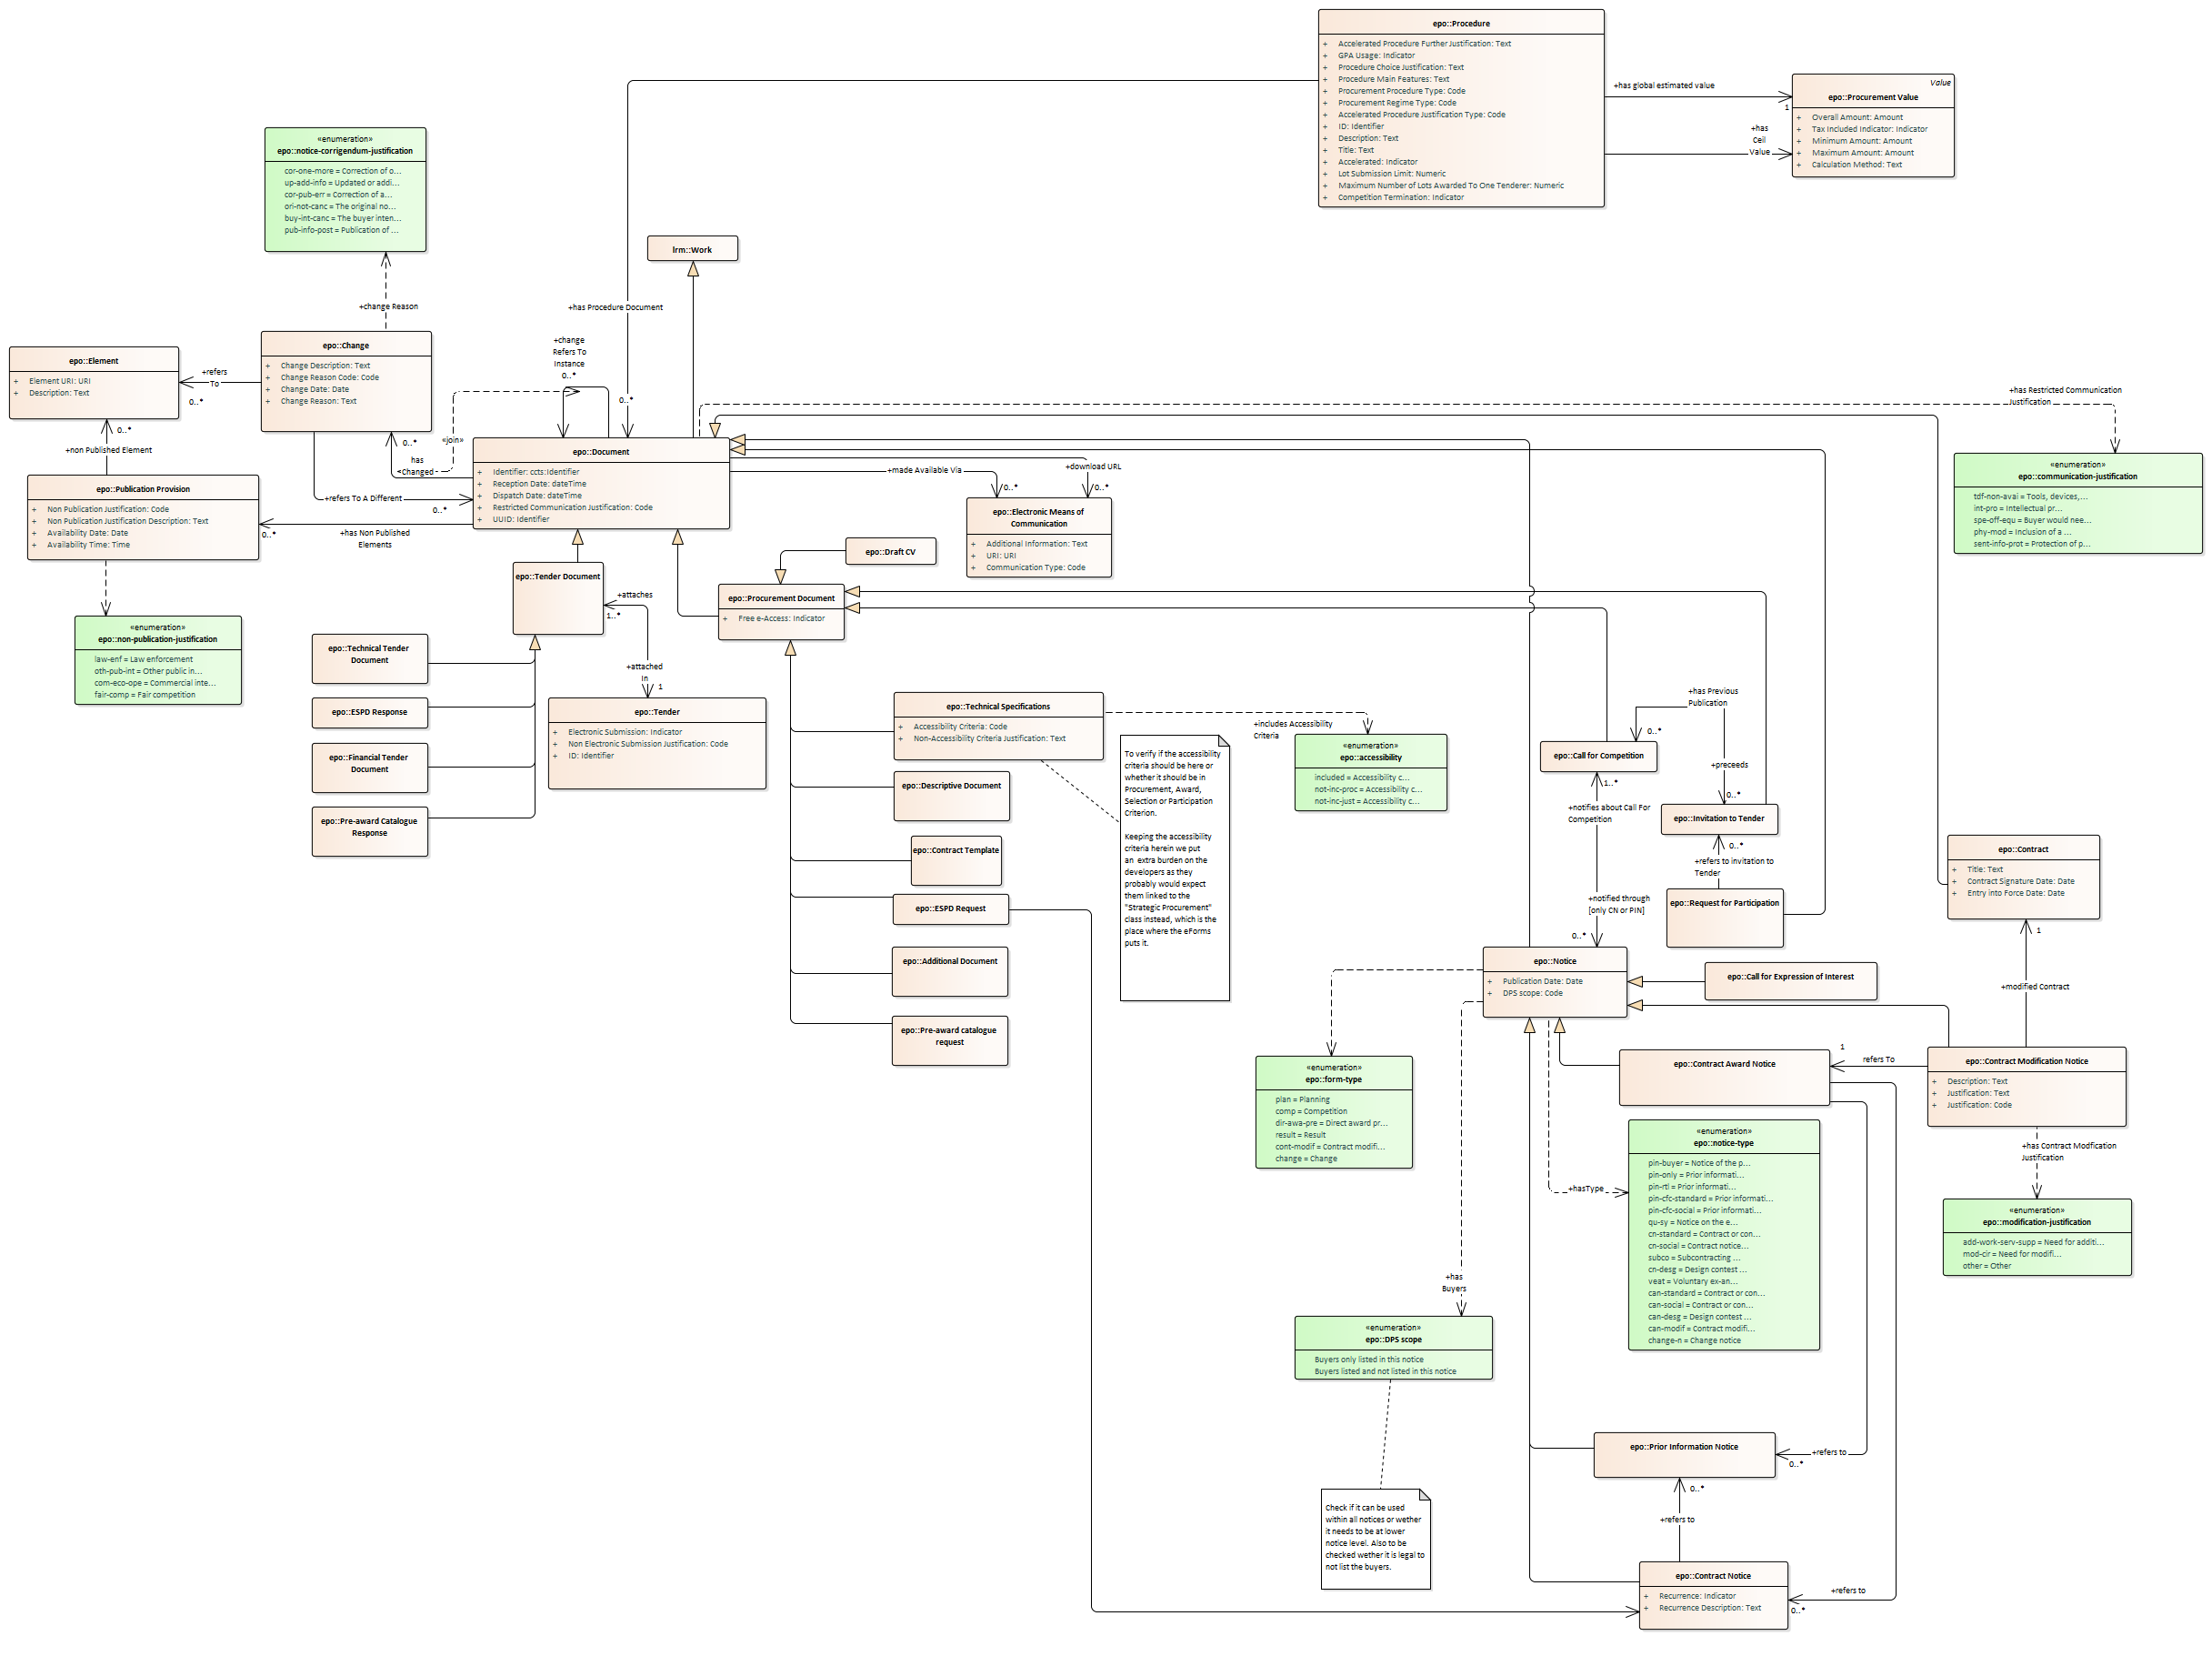 epo::Procedure
+ Accelerated Procedure Further Justification: Text
+ GPA Usage: Indicator
+ Procedure Choice Justification: Text
+ Procedure Main Features: Text
+ Procurement Procedure Type: Code
+ Procurement Regime Type: Code
+ Accelerated Procedure Justification Type: Code
+ ID: Identifier
+ Description: Text
+ Title: Text
+ Accelerated: Indicator
+ Lot Submission Limit: Numeric
+ Maximum Number of Lots Awarded To One Tenderer: Numeric
+ Competition Termination: Indicator
+has global estimated value
1
+has
Ceil
Value
Value
epo::Procurement Value
+ Overall Amount: Amount
+ Tax Included Indicator: Indicator
+ Minimum Amount: Amount
+ Maximum Amount: Amount
+ Calculation Method: Text
«enumeration»
epo::notice-corrigendum-justification
cor-one-more = Correction of o...
up-add-info = Updated or addi...
cor-pub-err = Correction of a...
ori-not-canc = The original no...
buy-int-canc = The buyer inten...
pub-info-post = Publication of ...
lrm::Work
+change Reason
+has Procedure Document
0..*
epo::Element
+ Element URI: URI
+ Description: Text
+refers
To
0..*
epo::Change
+ Change Description: Text
+ Change Reason Code: Code
+ Change Date: Date
+ Change Reason: Text
+change
Refers To
Instance
0..*
«join»
0..*
has
Changed
0..*
+non Published Element
+refers To A Different
0..*
epo::Document
+ Identifier: ccts:Identifier
+ Reception Date: dateTime
+ Dispatch Date: dateTime
+ Restricted Communication Justification: Code
+ UUID: Identifier
+made Available Via
0..*
+download URL
0..*
+has Restricted Communication
Justification
«enumeration»
epo::communication-justification
tdf-non-avai = Tools, devices,...
int-pro = Intellectual pr...
spe-off-equ = Buyer would nee...
phy-mod = Inclusion of a ...
sent-info-prot = Protection of p...
epo::Publication Provision
+ Non Publication Justification: Code
+ Non Publication Justification Description: Text
+ Availability Date: Date
+ Availability Time: Time
0..*
+has Non Published
Elements
epo::Electronic Means of
Communication
+ Additional Information: Text
+ URI: URI
+ Communication Type: Code
«enumeration»
epo::non-publication-justification
law-enf = Law enforcement
oth-pub-int = Other public in...
com-eco-ope = Commercial inte...
fair-comp = Fair competition
epo::Draft CV
epo::Tender Document
+attaches
1..*
epo::Procurement Document
+ Free e-Access: Indicator
+attached
In
1
epo::Technical Tender
Document
epo::ESPD Response
epo::Financial Tender
Document
epo::Pre-award Catalogue
Response
epo::Tender
+ Electronic Submission: Indicator
+ Non Electronic Submission Justification: Code
+ ID: Identifier
epo::Technical Specifications
+ Accessibility Criteria: Code
+ Non-Accessibility Criteria Justification: Text
+includes Accessibility
Criteria
«enumeration»
epo::accessibility
included = Accessibility c...
not-inc-proc = Accessibility c...
not-inc-just = Accessibility c...
To verify if the accessibility
criteria should be here or
whether it should be in
Procurement, Award,
Selection or Participation
Criterion.
Keeping the accessibility
criteria herein we put
an extra burden on the
developers as they
probably would expect
them linked to the
"Strategic Procurement"
class instead, which is the
place where the eForms
puts it.
epo::Descriptive Document
epo::Contract Template
epo::ESPD Request
epo::Additional Document
epo::Pre-award catalogue
request
+has Previous
Publication
0..*
epo::Call for Competition
1..*
+preceeds
0..*
+notifies about Call For
Competition
epo::Invitation to Tender
0..*
+refers to invitation to
Tender
epo::Request for Participation
+notified through
[only CN or PIN]
0..*
epo::Contract
+ Title: Text
+ Contract Signature Date: Date
+ Entry into Force Date: Date
1
+modified Contract
epo::Notice
+ Publication Date: Date
+ DPS scope: Code
epo::Call for Expression of Interest
epo::Contract Award Notice
1
refers To
epo::Contract Modification Notice
+ Description: Text
+ Justification: Text
+ Justification: Code
+has Contract Modfication
Justification
«enumeration»
epo::modification-justification
add-work-serv-supp = Need for additi...
mod-cir = Need for modifi...
other = Other
«enumeration»
epo::form-type
plan = Planning
comp = Competition
dir-awa-pre = Direct award pr...
result = Result
cont-modif = Contract modifi...
change = Change
+hasType
«enumeration»
epo::notice-type
pin-buyer = Notice of the p...
pin-only = Prior informati...
pin-rtl = Prior informati...
pin-cfc-standard = Prior informati...
pin-cfc-social = Prior informati...
qu-sy = Notice on the e...
cn-standard = Contract or con...
cn-social = Contract notice...
subco = Subcontracting ...
cn-desg = Design contest ...
veat = Voluntary ex-an...
can-standard = Contract or con...
can-social = Contract or con...
can-desg = Design contest ...
can-modif = Contract modifi...
change-n = Change notice
+has
Buyers
«enumeration»
epo::DPS scope
Buyers only listed in this notice
Buyers listed and not listed in this notice
Check if it can be used
within all notices or wether
it needs to be at lower
notice level. Also to be
checked wether it is legal to
not list the buyers.
epo::Prior Information Notice
+refers to
0..*
0..*
+refers to
epo::Contract Notice
+ Recurrence: Indicator
+ Recurrence Description: Text
+refers to
0..*